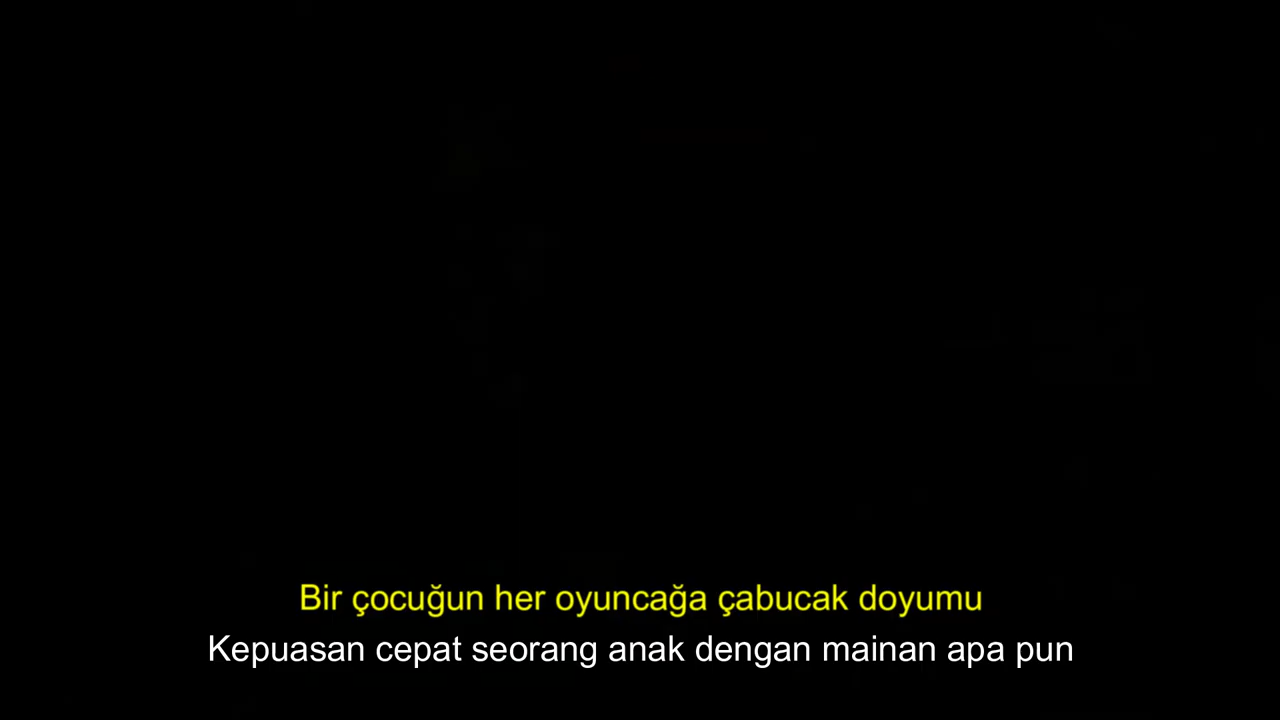 Bir çocuğun her oyuncağa çabucak doyumu
Kepuasan cepat seorang anak dengan mainan apa pun